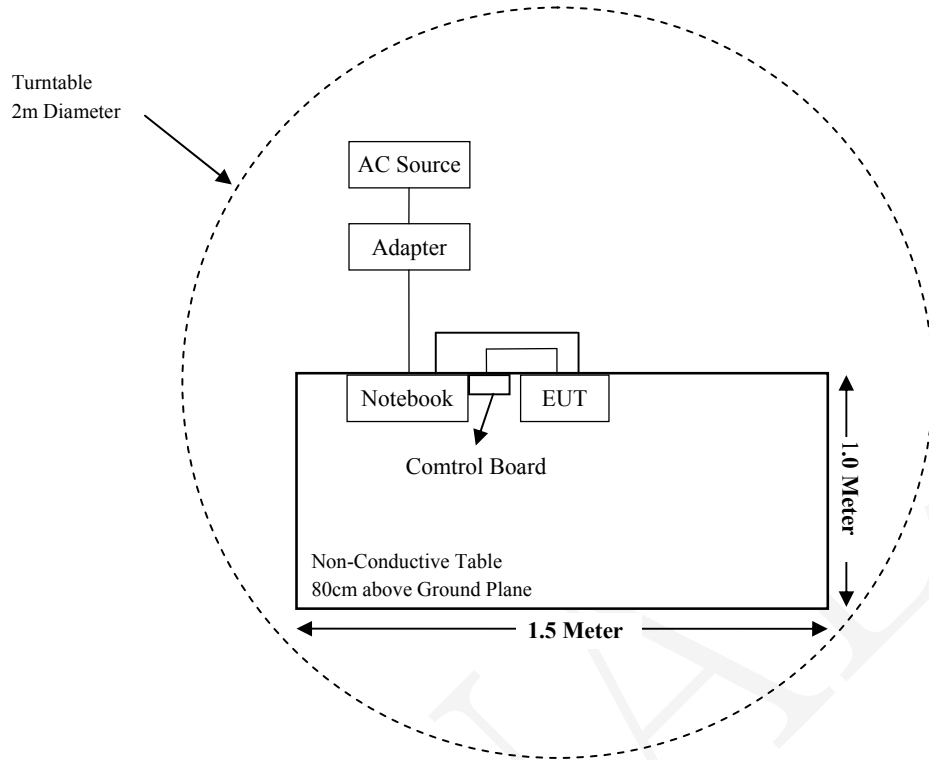 Turntable
2m Diameter
AC Source
Adapter
Notebook
EUT
Comtrol Board
1.0 Meter
Non-Conductive Table
80cm above Ground Plane
1.5 Meter